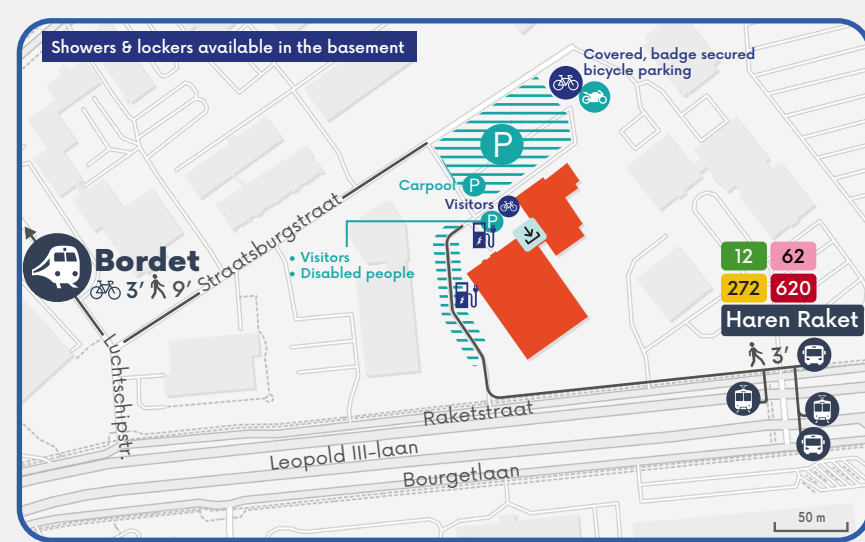 Showers & lockers available in the basement
Covered, badge secured
bicycle parking
P
Carpool P
Visitors
P
• Visitors
• Disabled people
Straatsburgstraat
Bordet
3’ 9’
Luchtschipstr.
12 62
272 620
Haren Raket
3’
Raketstraat
Leopold III-laan
Bourgetlaan
50 m